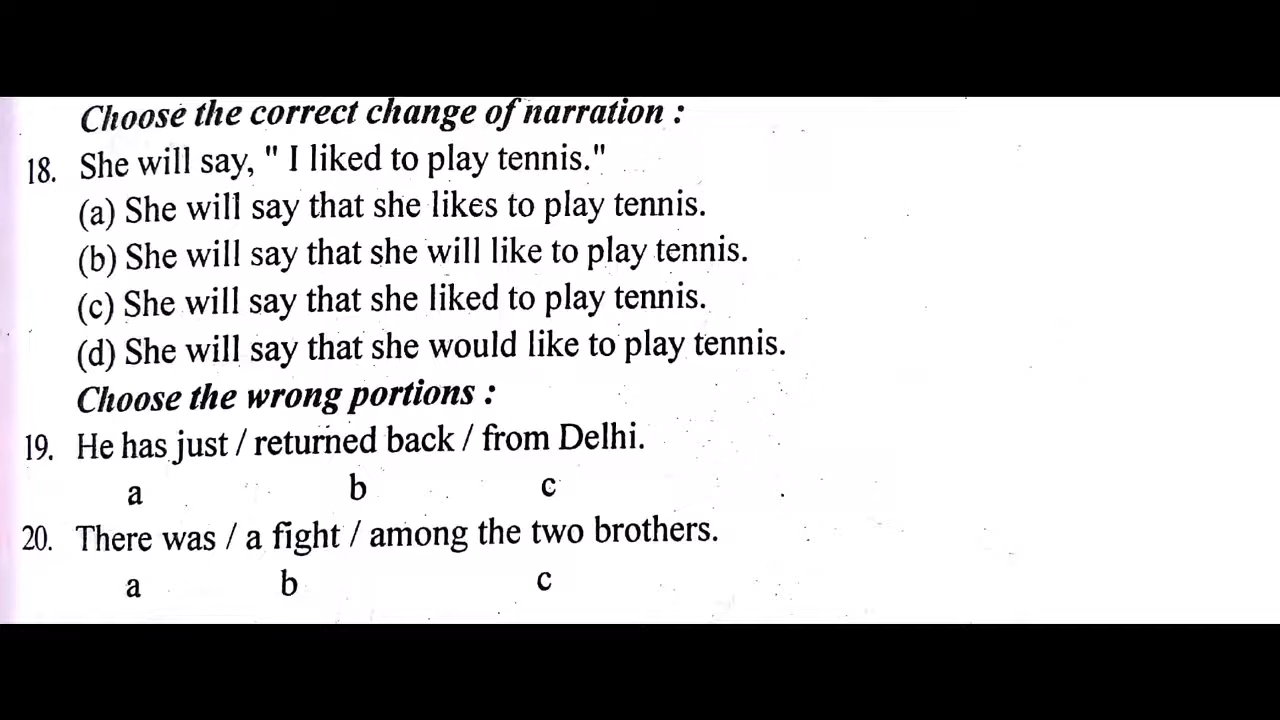 Choose the correct change of narration :
18. She will say, " I liked to play tennis."
(a) She will say that she likes to play tennis.
(b) She will say that she will like to play tennis.
(c) She will say that she liked to play tennis.
(d) She will say that she would like to play tennis.
Choose the wrong portions :
19. He has just / returned back / from Delhi.
a b c
20. There was / a fight / among the two brothers.
a b c